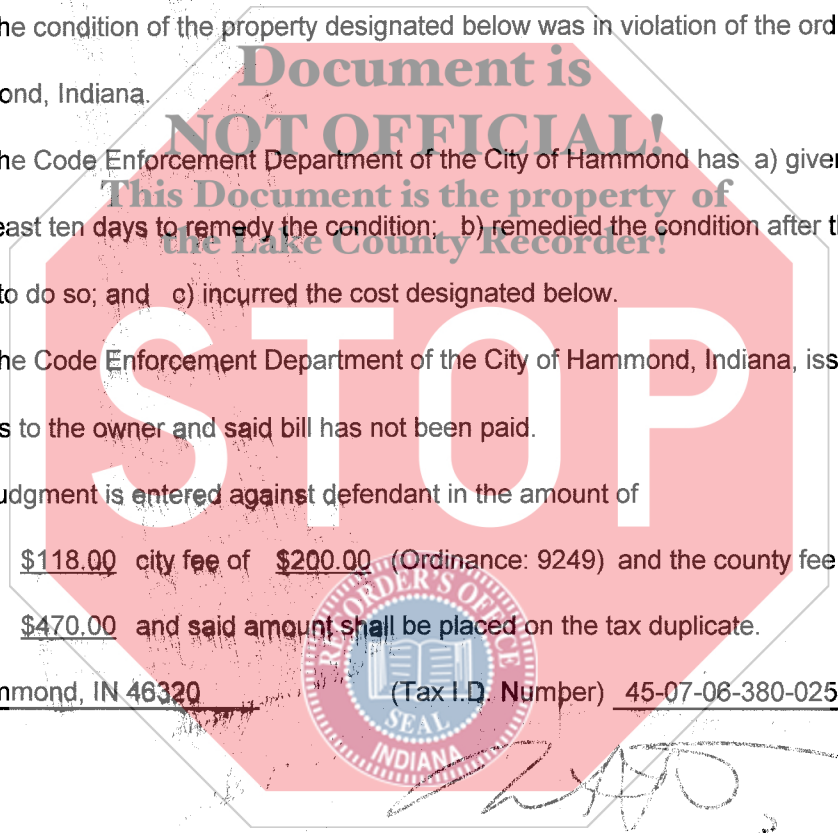 he condition of the property designated below was in violation of the ord
Document is
ond, Indiana.
NOT OFFICIAL!
he Code Enforcement Department of the City of Hammond has a) given
This Document is the property of
east ten days to remedy the condition; b) remedied the condition after th
the Lake County Recorder!
to do so; and c) incurred the cost designated below.
STOP
he Code Enforcement Department of the City of Hammond, Indiana, iss
s to the owner and said bill has not been paid.
udgment is entered against defendant in the amount of
$118.00 city fee of $200.00 (Ordinance: 9249) and the county fee
$470.00 and said amount shall be placed on the tax duplicate.
RECORDER'S OFFICE
mmond, IN 46320 (Tax I.D. Number) 45-07-06-380-025
SEAL
INDIANA